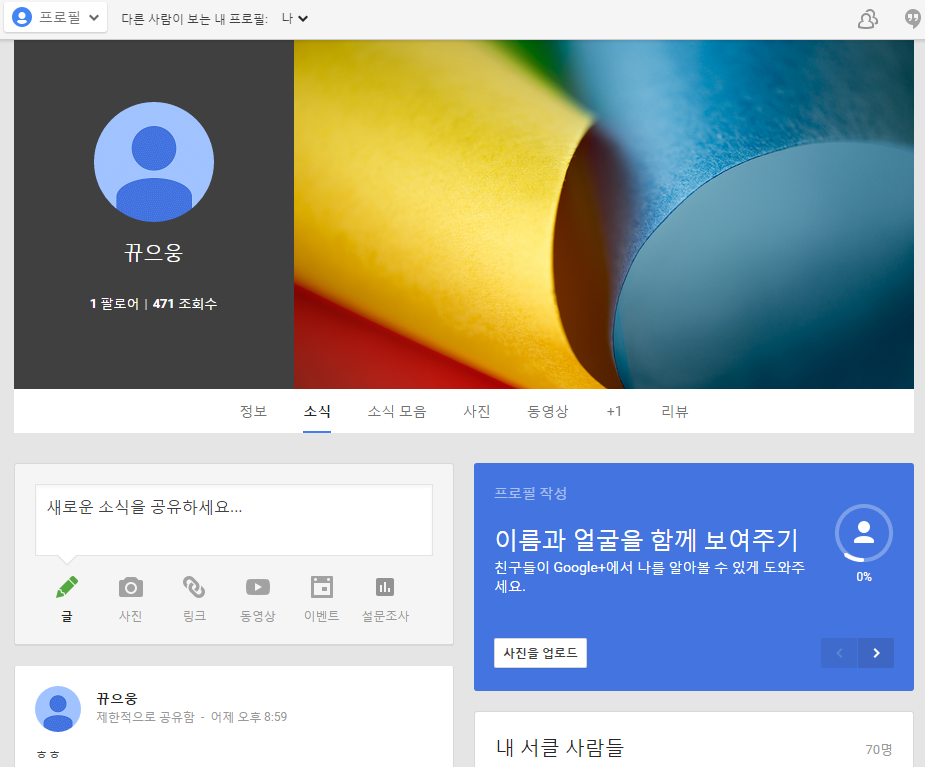 프로필
다른 사람이 보는 내 프로필: 나
뀨으웅
1 팔로어 | 471 조회수
정보 소식 소식 모음 사진 동영상 +1 리뷰
새로운 소식을 공유하세요...
글 사진 링크 동영상 이벤트 설문조사
프로필 작성
이름과 얼굴을 함께 보여주기
친구들이 Google+에서 나를 알아볼 수 있게 도와주
세요.
0%
사진을 업로드
뀨으웅
제한적으로 공유함 - 어제 오후 8:59
ㅎㅎ
내 서클 사람들
70명